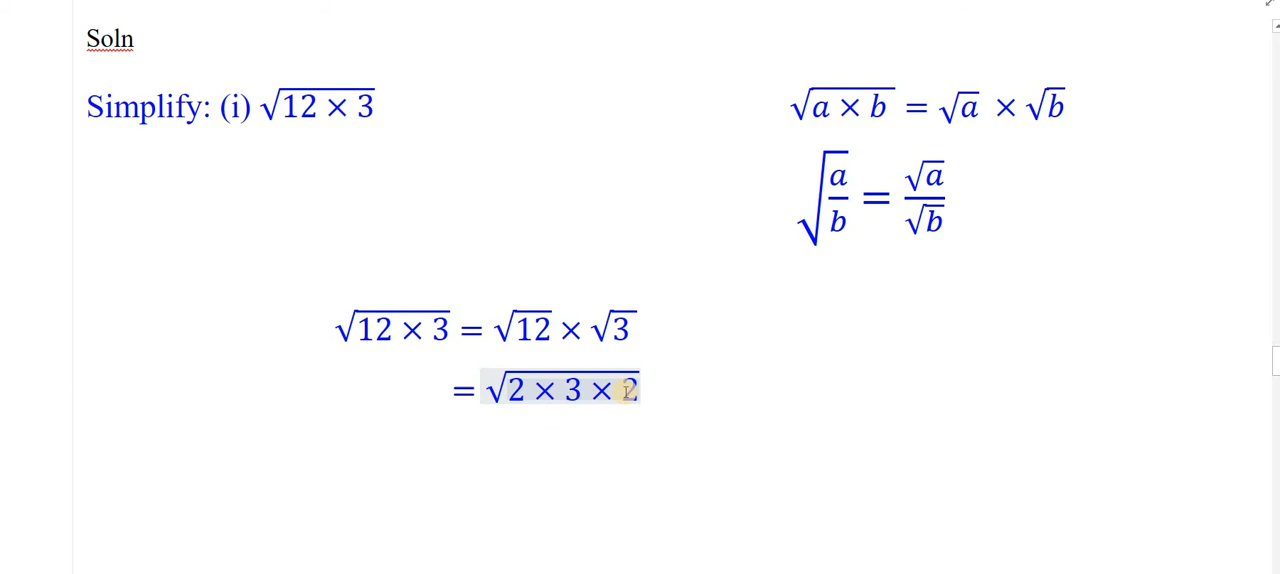 Soln
Simplify: (i) √(12 × 3)
√(a × b) = √a × √b
√(a/b) = √a/√b
√(12 × 3) = √12 × √3
= √(2 × 3 × 2)